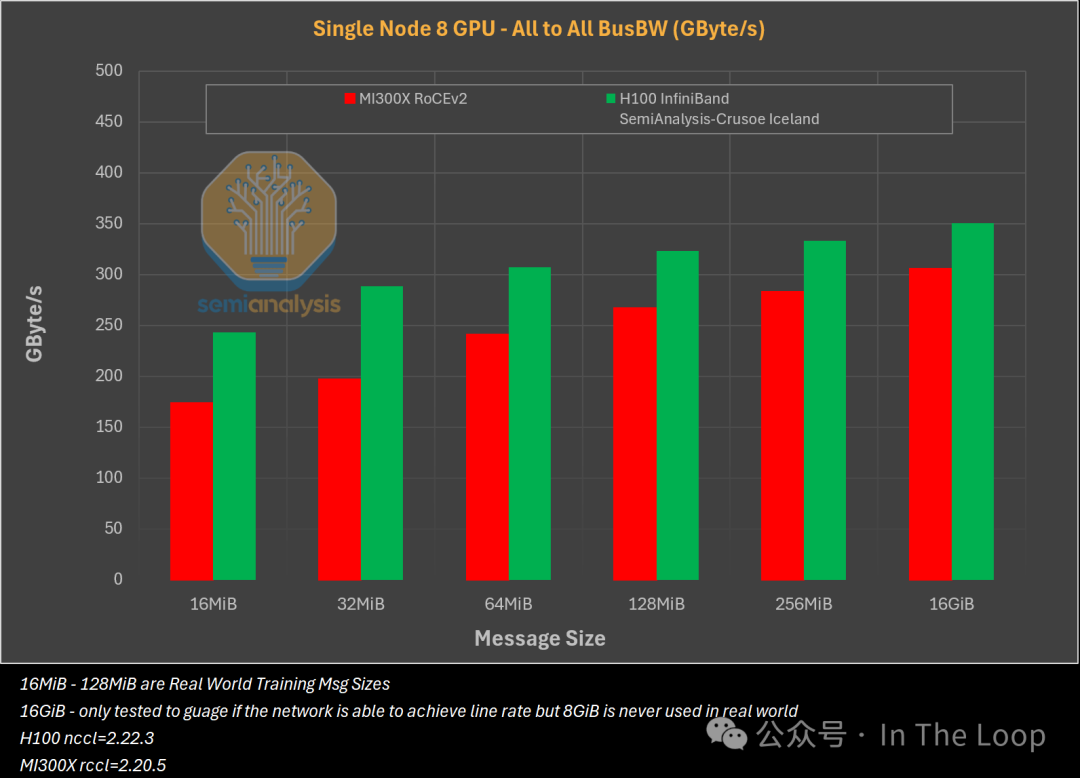 Single Node 8 GPU - All to All BusBW (GByte/s)
500
MI300X RoCEv2
H100 InfiniBand
SemiAnalysis-Crusoe Iceland
450
400
350
300
semianalysis
250
200
150
100
50
0
GByte/s
16MiB 32MiB 64MiB 128MiB 256MiB 16GiB
Message Size
16MiB - 128MiB are Real World Training Msg Sizes
16GiB - only tested to guage if the network is able to achieve line rate but 8GiB is never used in real world
H100 nccl=2.22.3
MI300X rccl=2.20.5
公众号 · In The Loop